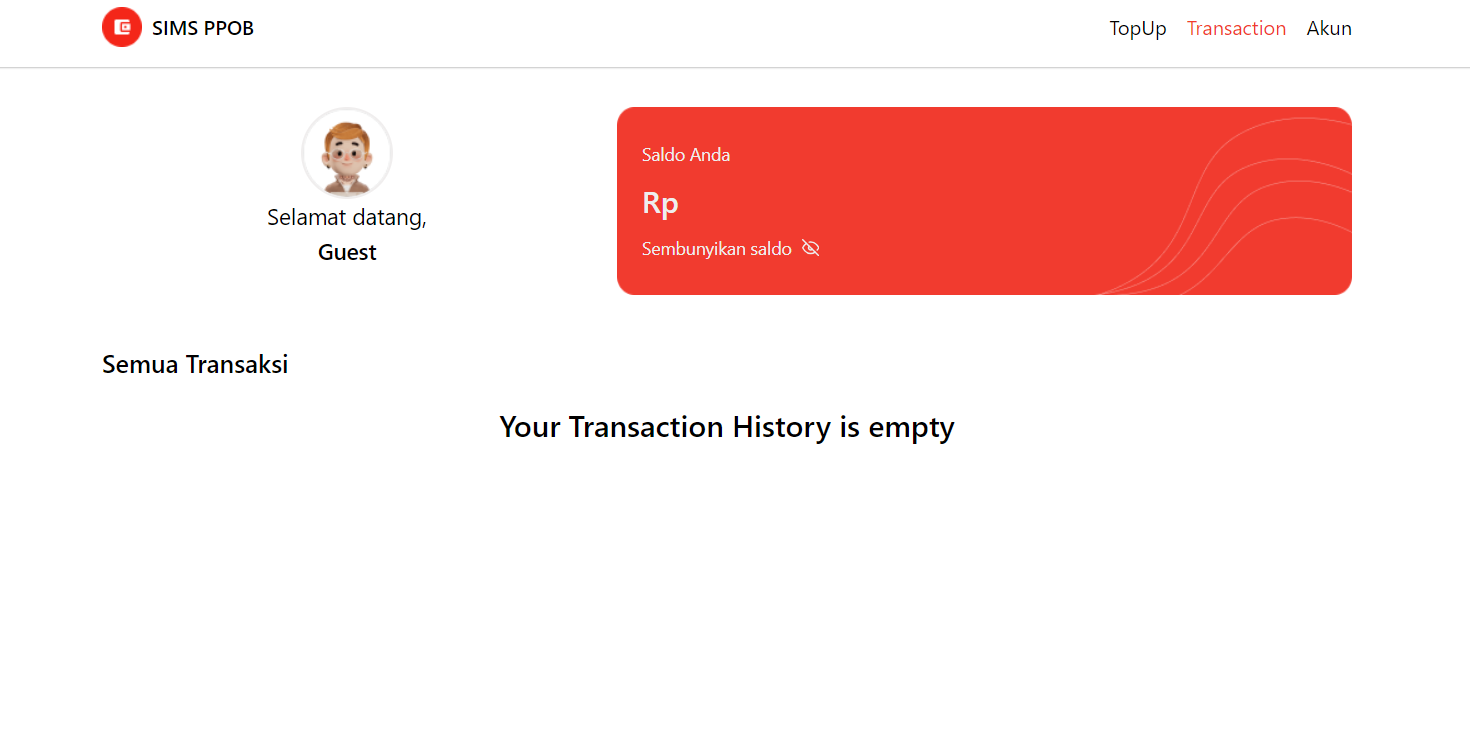 SIMS PPOB
TopUp Transaction Akun
Selamat datang,
Guest
Saldo Anda
Rp
Sembunyikan saldo
Semua Transaksi
Your Transaction History is empty